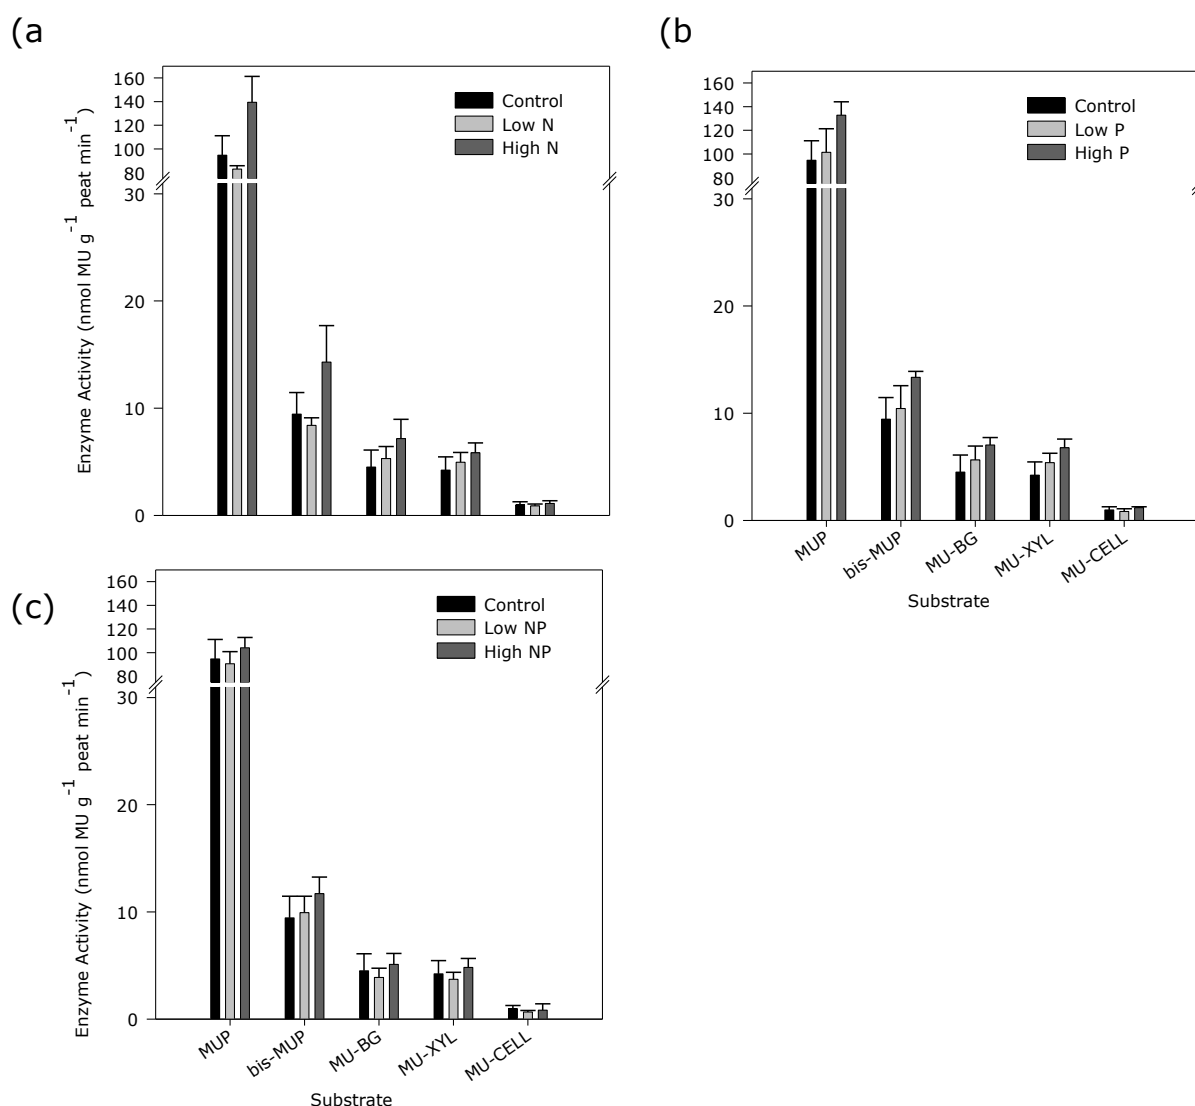 (a
160
140
120
100
80
30
20
10
0
Enzyme Activity (nmol MU g-1 peat min-1)
Control
Low N
High N
(b)
160
140
120
100
80
30
20
10
0
Control
Low P
High P
MUP
bis-MUP
MU-BG
MU-XYL
MU-CELL
Substrate
(c)
160
140
120
100
80
30
20
10
0
Enzyme Activity (nmol MU g-1 peat min-1)
Control
Low NP
High NP
MUP
bis-MUP
MU-BG
MU-XYL
MU-CELL
Substrate